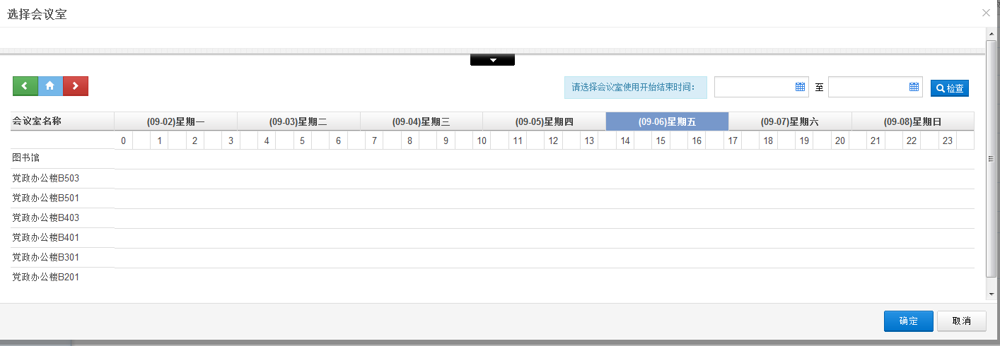 选择会议室
请选择会议室使用开始结束时间: 至 检查
会议室名称 (09-02)星期一 (09-03)星期二 (09-04)星期三 (09-05)星期四 (09-06)星期五 (09-07)星期六 (09-08)星期日
0 1 2 3 4 5 6 7 8 9 10 11 12 13 14 15 16 17 18 19 20 21 22 23
图书馆
党政办公楼B503
党政办公楼B501
党政办公楼B403
党政办公楼B401
党政办公楼B301
党政办公楼B201
确定 取消